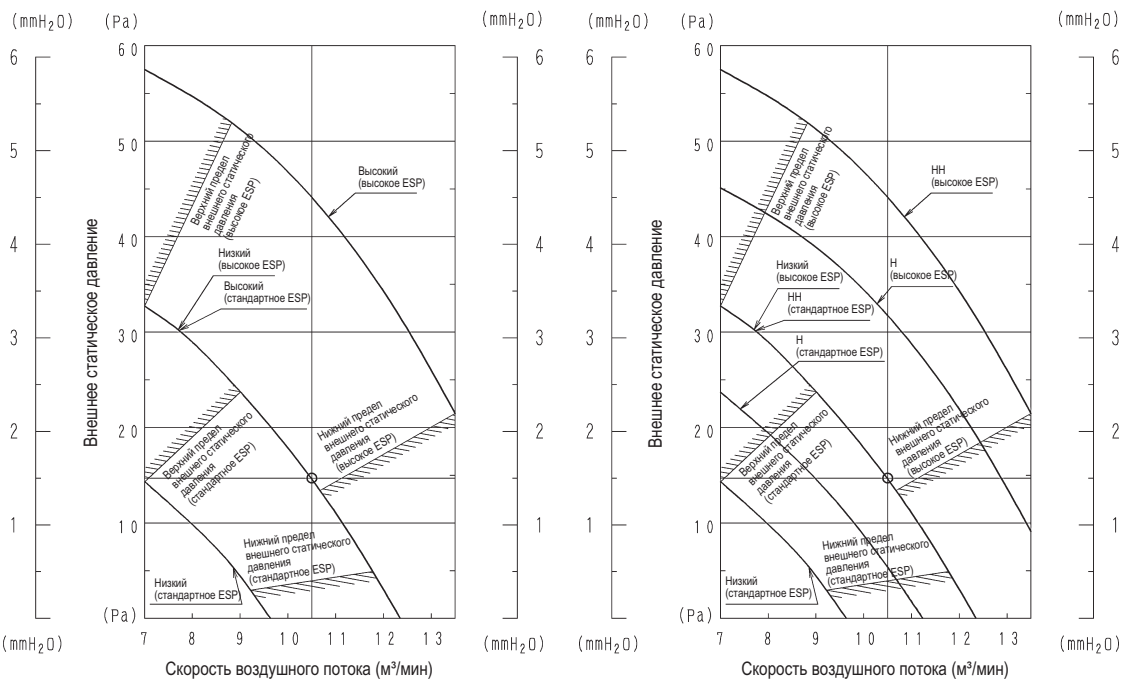 (mmH₂O)
(Pa)
6
5
4
3
2
1
(mmH₂O)
60
50
40
30
20
10
(Pa)
Внешнее статическое давление
Верхний предел
внешнего статического
давления
(высокое ESP)
Высокий
(высокое ESP)
Низкий
(высокое ESP)
Высокий
(стандартное ESP)
Верхний предел
внешнего статического
давления
(стандартное ESP)
Нижний предел
внешнего статического
давления
(высокое ESP)
Нижний предел
внешнего статического
давления
(стандартное ESP)
Низкий
(стандартное ESP)
7 8 9 10 11 12 13
Скорость воздушного потока (м³/мин)
(mmH₂O)
6
5
4
3
2
1
(mmH₂O)
(mmH₂O)
(Pa)
6
5
4
3
2
1
(mmH₂O)
60
50
40
30
20
10
(Pa)
Внешнее статическое давление
Верхний предел
внешнего статического
давления
(высокое ESP)
HH
(высокое ESP)
H
(высокое ESP)
Низкий
(высокое ESP)
HH
(стандартное ESP)
H
(стандартное ESP)
Верхний предел
внешнего статического
давления
(стандартное ESP)
Нижний предел
внешнего статического
давления
(высокое ESP)
Нижний предел
внешнего статического
давления
(стандартное ESP)
Низкий
(стандартное ESP)
7 8 9 10 11 12 13
Скорость воздушного потока (м³/мин)
(mmH₂O)
6
5
4
3
2
1
(mmH₂O)